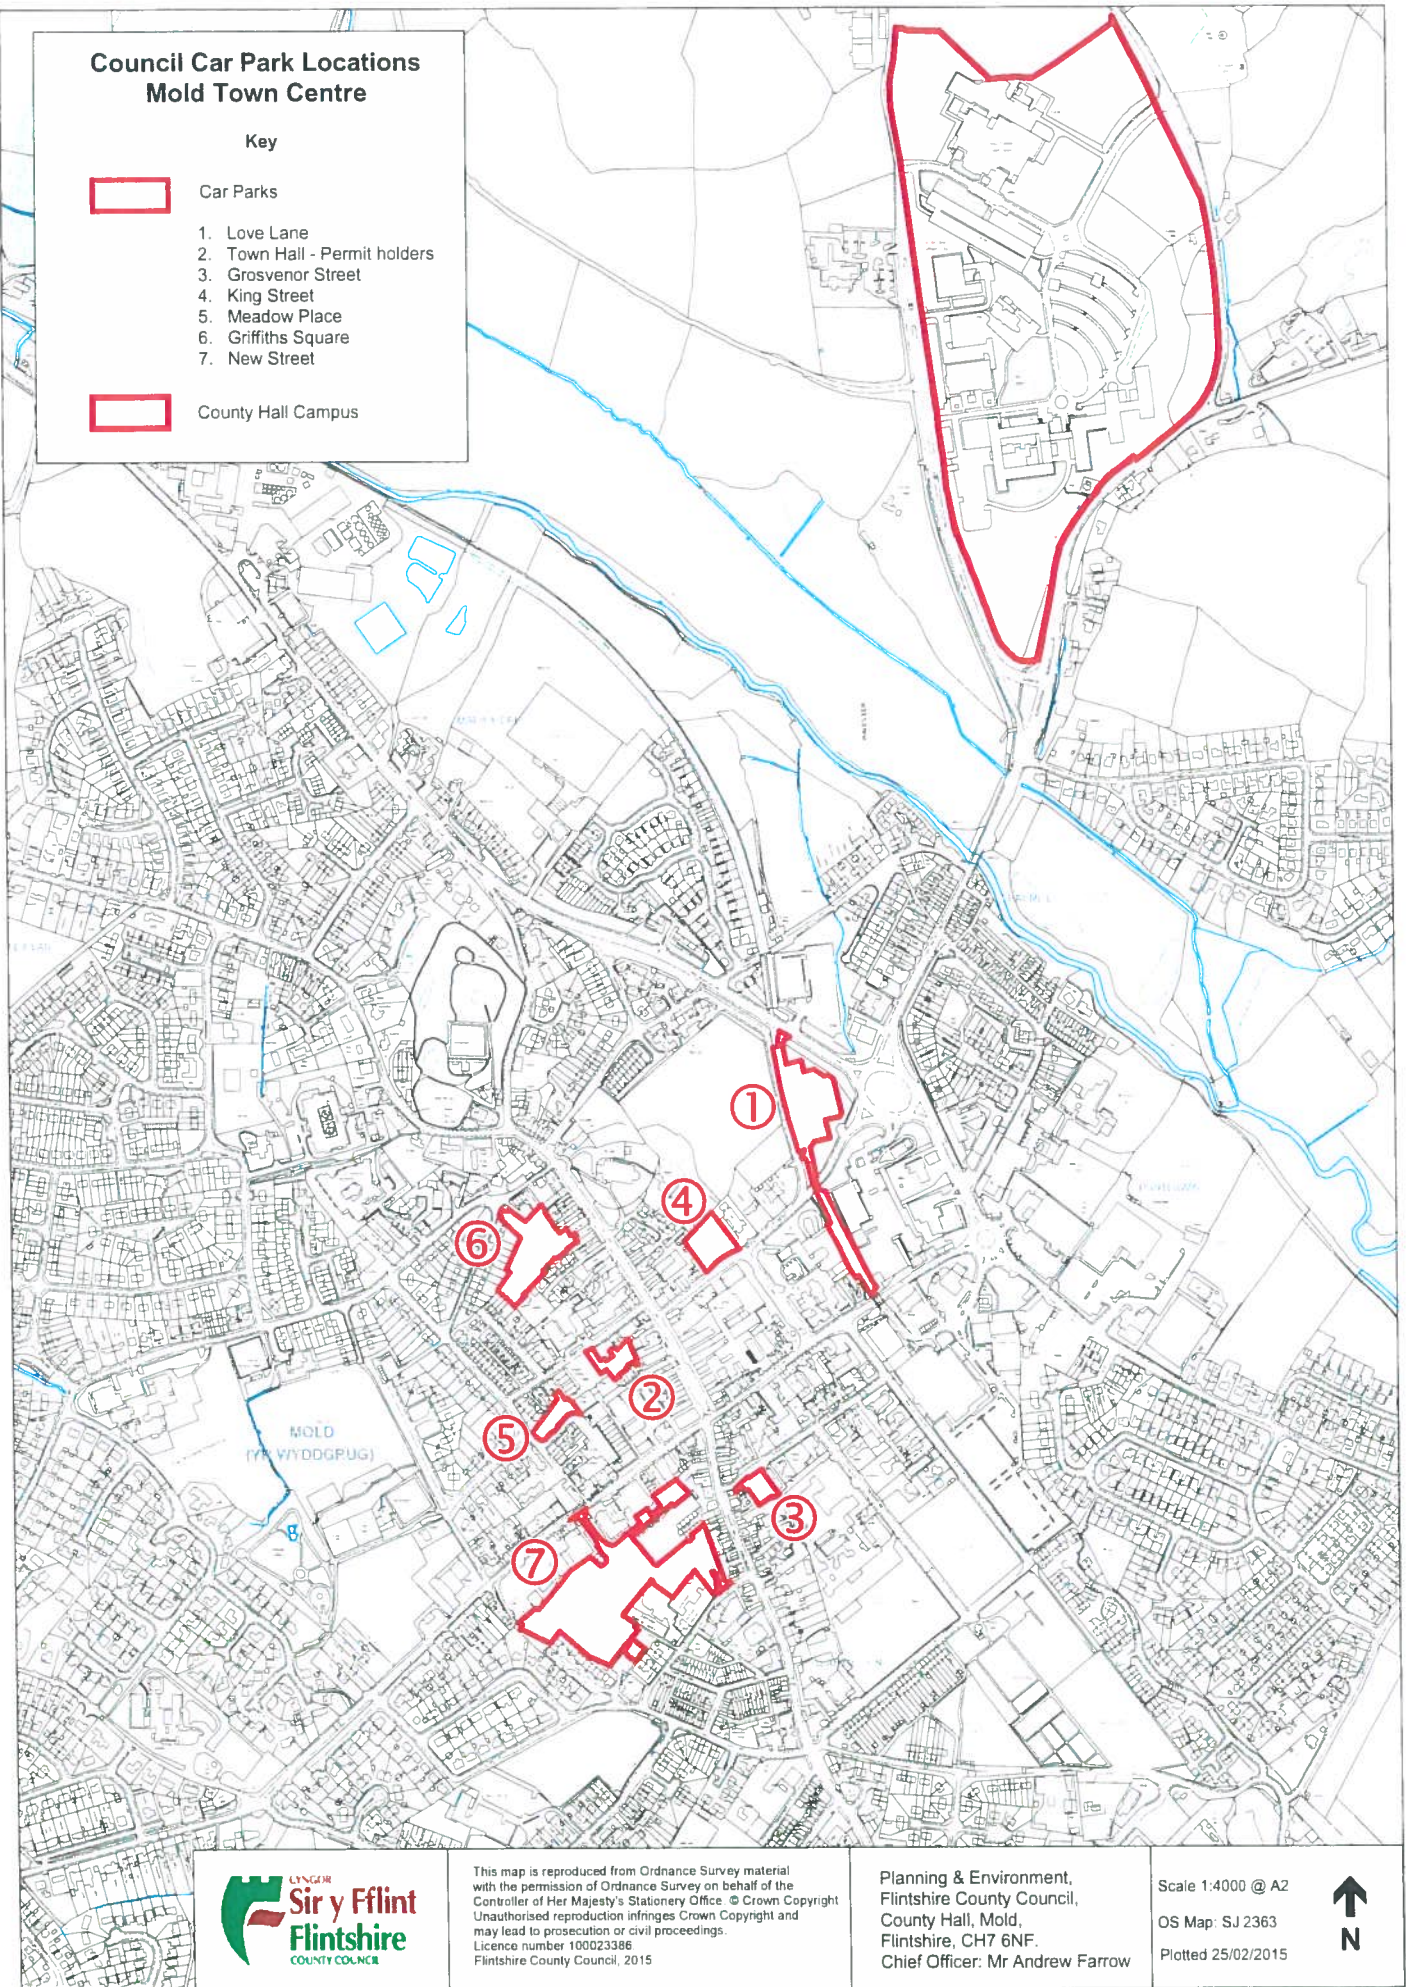 Council Car Park Locations
Mold Town Centre
Key
Car Parks
1. Love Lane
2. Town Hall - Permit holders
3. Grosvenor Street
4. King Street
5. Meadow Place
6. Griffiths Square
7. New Street
County Hall Campus
1
4
6
2
5
MOLD
(YR WYDDGRUG)
3
7
CYNGOR
Sir y Fflint
Flintshire
COUNTY COUNCIL
This map is reproduced from Ordnance Survey material
with the permission of Ordnance Survey on behalf of the
Controller of Her Majesty's Stationery Office © Crown Copyright
Unauthorised reproduction infringes Crown Copyright and
may lead to prosecution or civil proceedings.
Licence number 100023386
Flintshire County Council, 2015
Planning & Environment,
Flintshire County Council,
County Hall, Mold,
Flintshire, CH7 6NF.
Chief Officer: Mr Andrew Farrow
Scale 1:4000 @ A2
OS Map: SJ 2363
Plotted 25/02/2015
N